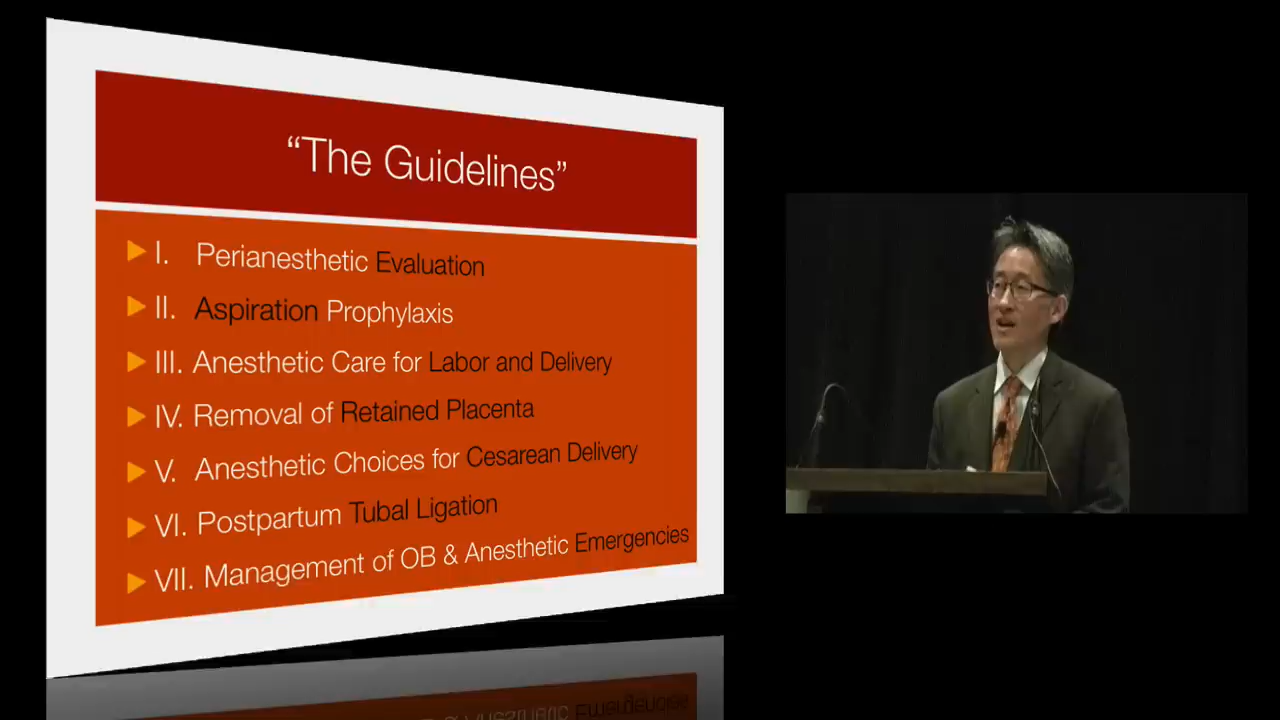 “The Guidelines”
I. Perianesthetic Evaluation
II. Aspiration Prophylaxis
III. Anesthetic Care for Labor and Delivery
IV. Removal of Retained Placenta
V. Anesthetic Choices for Cesarean Delivery
VI. Postpartum Tubal Ligation
VII. Management of OB & Anesthetic Emergencies